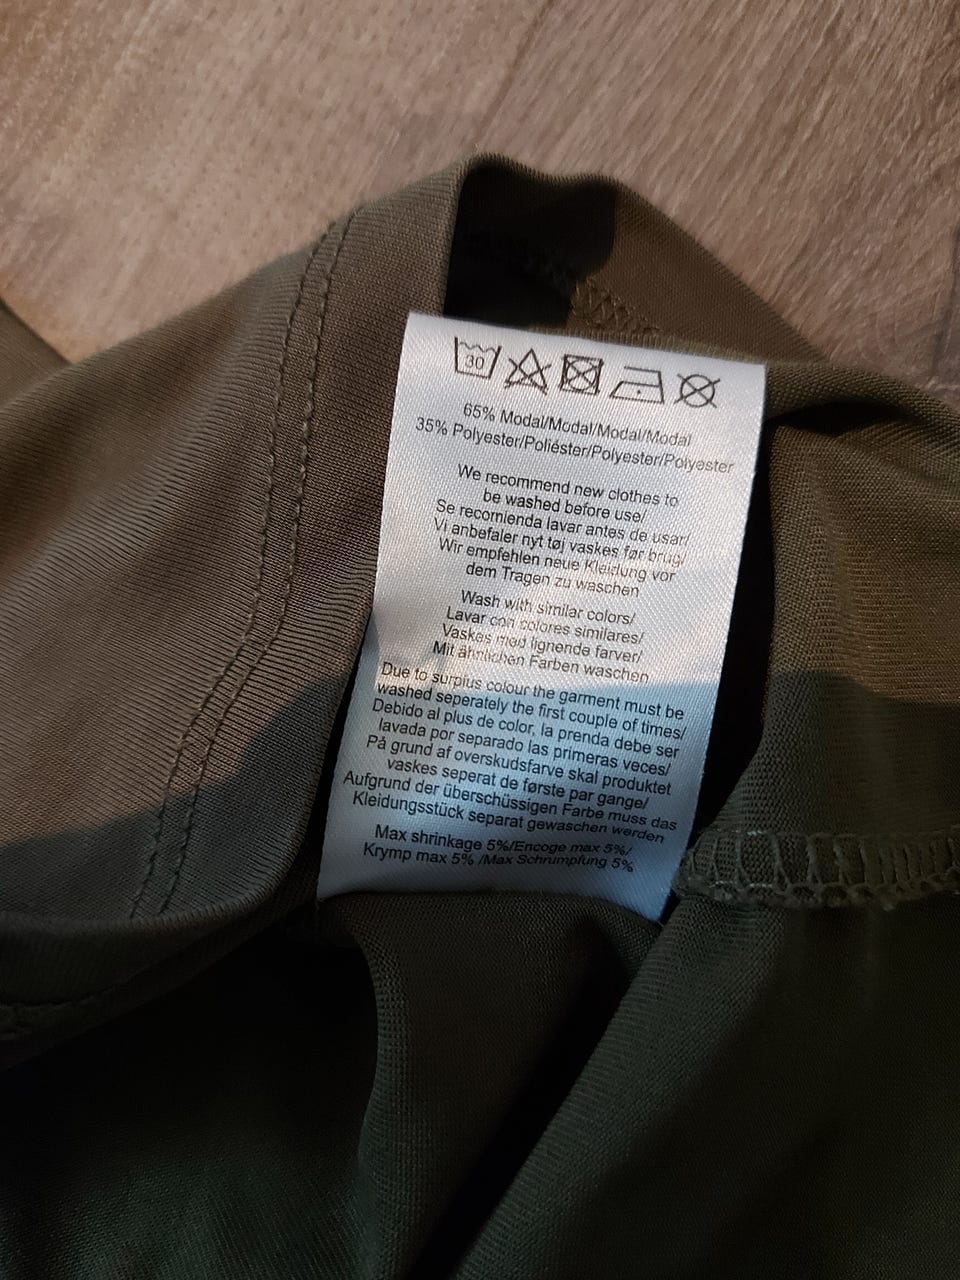 30
65% Modal/Modal/Modal/Modal
35% Polyester/Poliéster/Polyester/Polyester
We recommend new clothes to
be washed before use/
Se recomienda lavar antes de usar/
Vi anbefaler nyt tøj vaskes før brug/
Wir empfehlen neue Kleidung vor
dem Tragen zu waschen
Wash with similar colors/
Lavar con colores similares/
Vaskes med lignende farver/
Mit ähnlichen Farben waschen
Due to surplus colour the garment must be
washed seperately the first couple of times/
Debido al plus de color, la prenda debe ser
lavada por separado las primeras veces/
På grund af overskudsfarve skal produktet
vaskes seperat de første par gange/
Aufgrund der überschüssigen Farbe muss das
Kleidungsstück separat gewaschen werden
Max shrinkage 5%/Encoge max 5%/
Krymp max 5% /Max Schrumpfung 5%